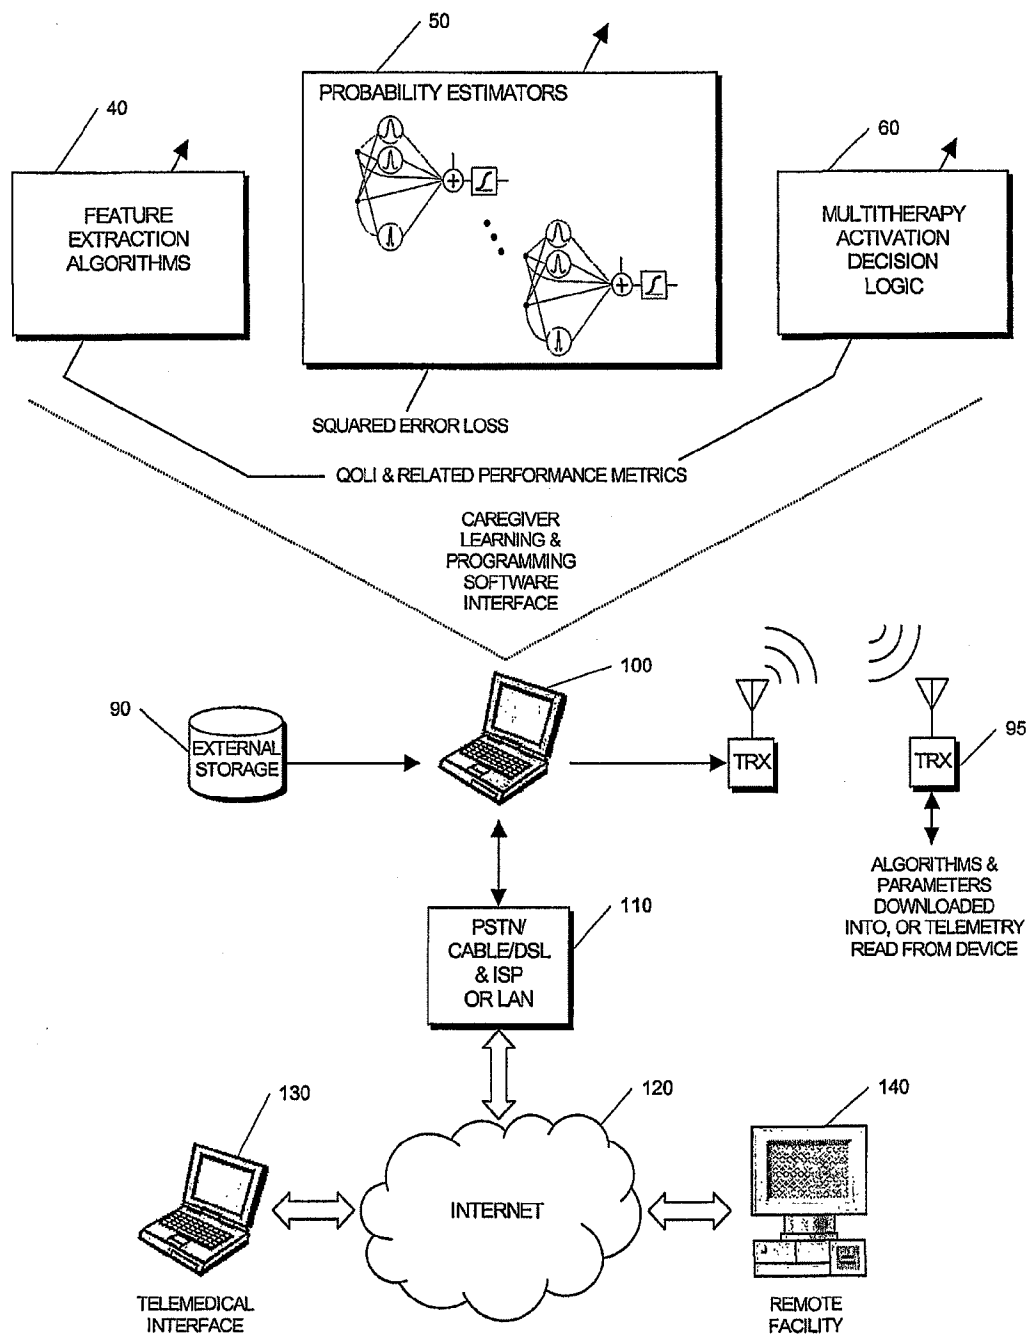 50
PROBABILITY ESTIMATORS
40
60
FEATURE
EXTRACTION
ALGORITHMS
MULTITHERAPY
ACTIVATION
DECISION
LOGIC
SQUARED ERROR LOSS
QOLI & RELATED PERFORMANCE METRICS
CAREGIVER
LEARNING &
PROGRAMMING
SOFTWARE
INTERFACE
100
90
EXTERNAL
STORAGE
TRX
TRX
95
ALGORITHMS &
PARAMETERS
DOWNLOADED
INTO, OR TELEMETRY
READ FROM DEVICE
110
PSTN/
CABLE/DSL
& ISP
OR LAN
130
120
140
INTERNET
TELEMEDICAL
INTERFACE
REMOTE
FACILITY